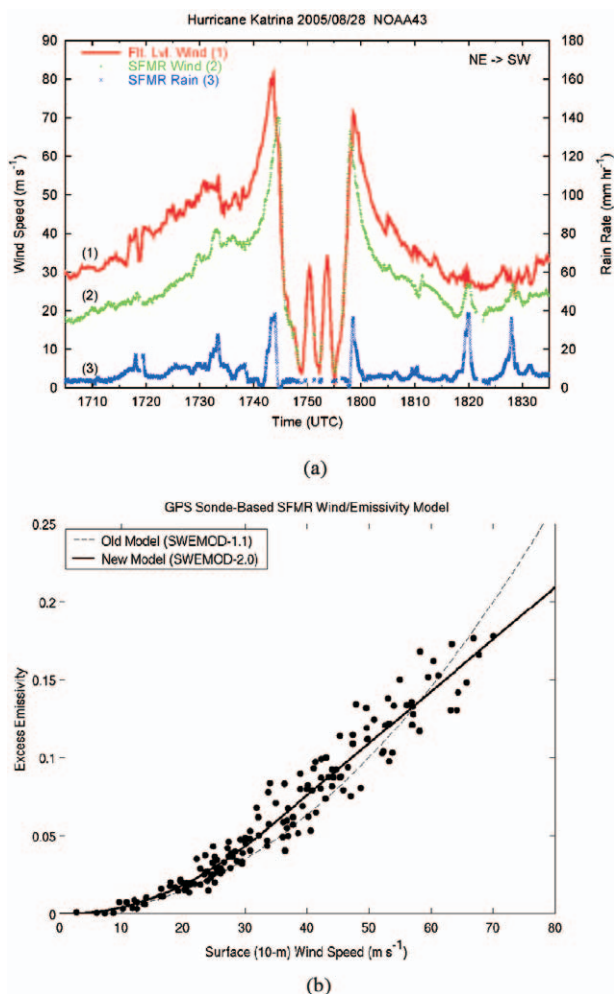 Hurricane Katrina 2005/08/28 NOAA43
Flt. Lvl. Wind (1)
SFMR Wind (2)
SFMR Rain (3)
NE -> SW
Wind Speed (m s⁻¹)
90
80
70
60
50
40
30
20
10
0
Rain Rate (mm hr⁻¹)
180
160
140
120
100
80
60
40
20
0
(1)
(2)
(3)
1710 1720 1730 1740 1750 1800 1810 1820 1830
Time (UTC)
(a)
GPS Sonde-Based SFMR Wind/Emissivity Model
Old Model (SWEMOD-1.1)
New Model (SWEMOD-2.0)
Excess Emissivity
0.25
0.2
0.15
0.1
0.05
0
0 10 20 30 40 50 60 70 80
Surface (10-m) Wind Speed (m s⁻¹)
(b)